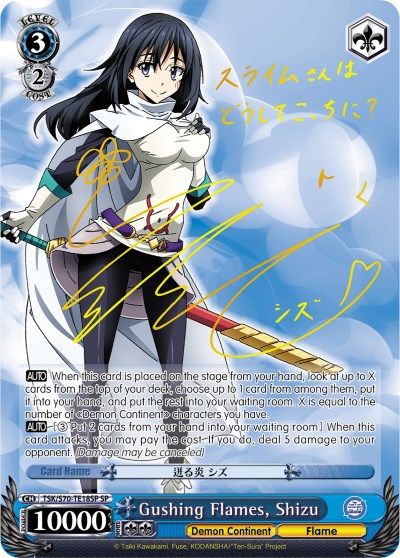 LEVEL
3
2
COST
スライムさんは
どうしてこっちに？
シズ
AUTO When this card is placed on the stage from your hand, look at up to X
cards from the top of your deck, choose up to 1 card from among them, put
it into your hand, and put the rest into your waiting room. X is equal to the
number of «Demon Continent» characters you have.
AUTO [③ Put 2 cards from your hand into your waiting room] When this
card attacks, you may pay the cost. If you do, deal 5 damage to your
opponent. (Damage may be canceled)
Card Name
迸る炎 シズ
CH TSK/S70-TE18SP SP
Gushing Flames, Shizu
POWER
10000
Demon Continent
Flame
© Taiki Kawakami, Fuse, KODANSHA/"Ten-Sura" Project